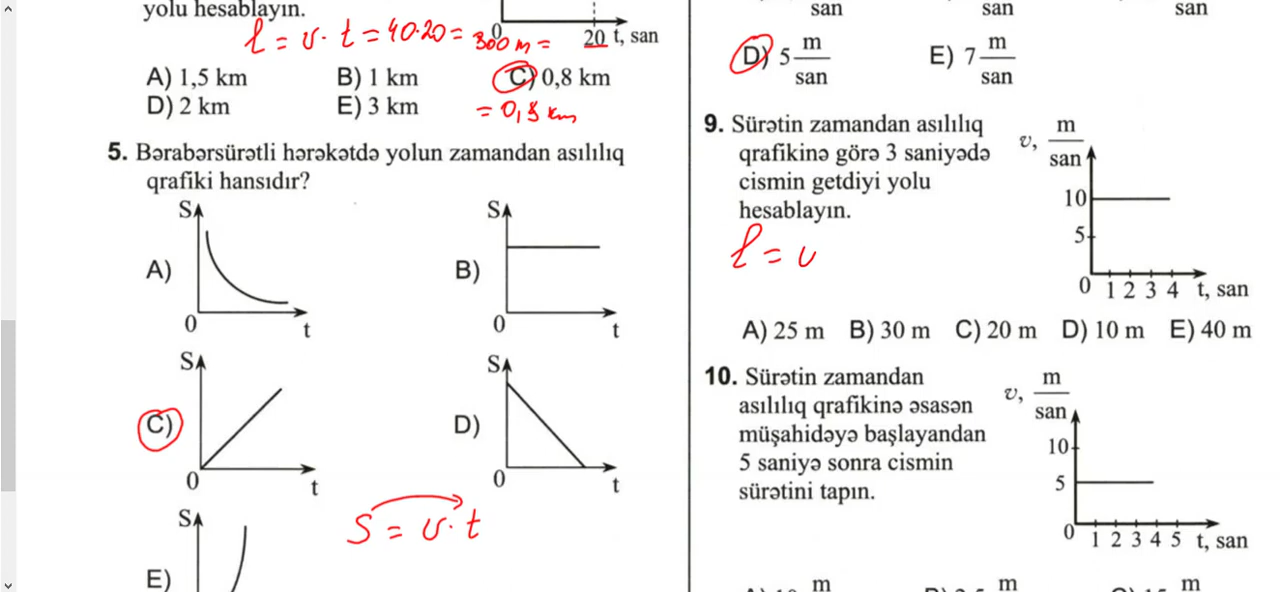 yolu hesablayın.
ℓ = υ · t = 40·20 = 800 m =
0 20 t, san
A) 1,5 km B) 1 km C) 0,8 km
D) 2 km E) 3 km
= 0,8 km
5. Bərabərsürətli hərəkətdə yolun zamandan asılılıq
qrafiki hansıdır?
A) S 0 t
B) S 0 t
C) S 0 t
D) S 0 t
S = υ · t
E) S
san san san
D) 5 m/san E) 7 m/san
9. Sürətin zamandan asılılıq
qrafikinə görə 3 saniyədə
cismin getdiyi yolu
hesablayın.
υ, m/san
10
5
0 1 2 3 4 t, san
ℓ = υ
A) 25 m B) 30 m C) 20 m D) 10 m E) 40 m
10. Sürətin zamandan
asılılıq qrafikinə əsasən
müşahidəyə başlayandan
5 saniyə sonra cismin
sürətini tapın.
υ, m/san
10
5
0 1 2 3 4 5 t, san
m m m